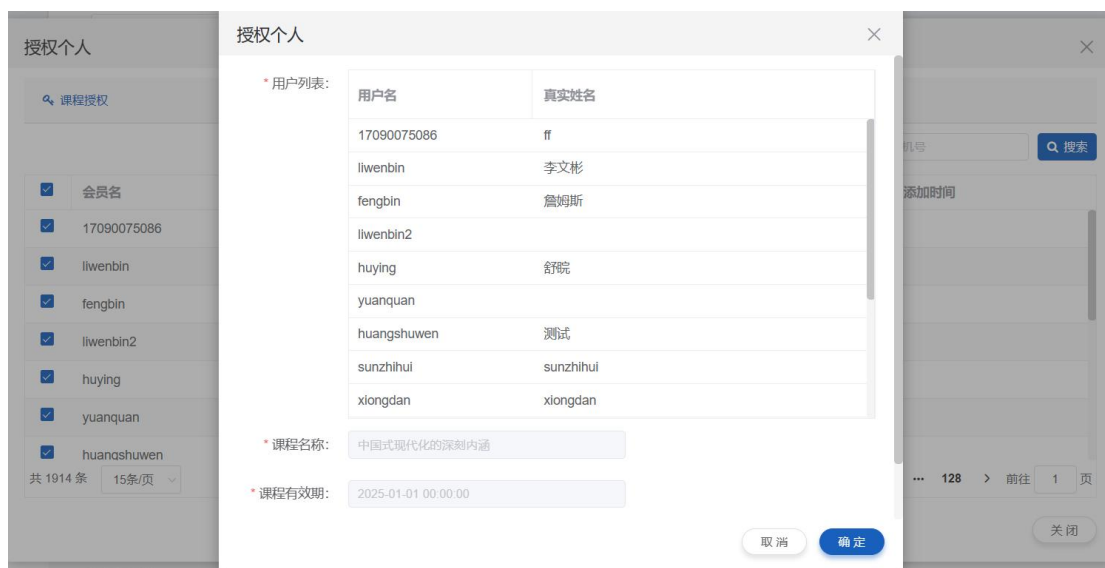 授权个人
授权个人
* 用户列表:
用户名 真实姓名
17090075086 ff
liwenbin 李文彬
fengbin 詹姆斯
liwenbin2
huying 舒晥
yuanquan
huangshuwen 测试
sunzhihui sunzhihui
xiongdan xiongdan
* 课程名称: 中国式现代化的深刻内涵
* 课程有效期: 2025-01-01 00:00:00
取消 确定
课程授权
机号 搜索
会员名 添加时间
17090075086
liwenbin
fengbin
liwenbin2
huying
yuanquan
huangshuwen
共 1914 条 15条/页 ... 128 > 前往 1 页
关闭